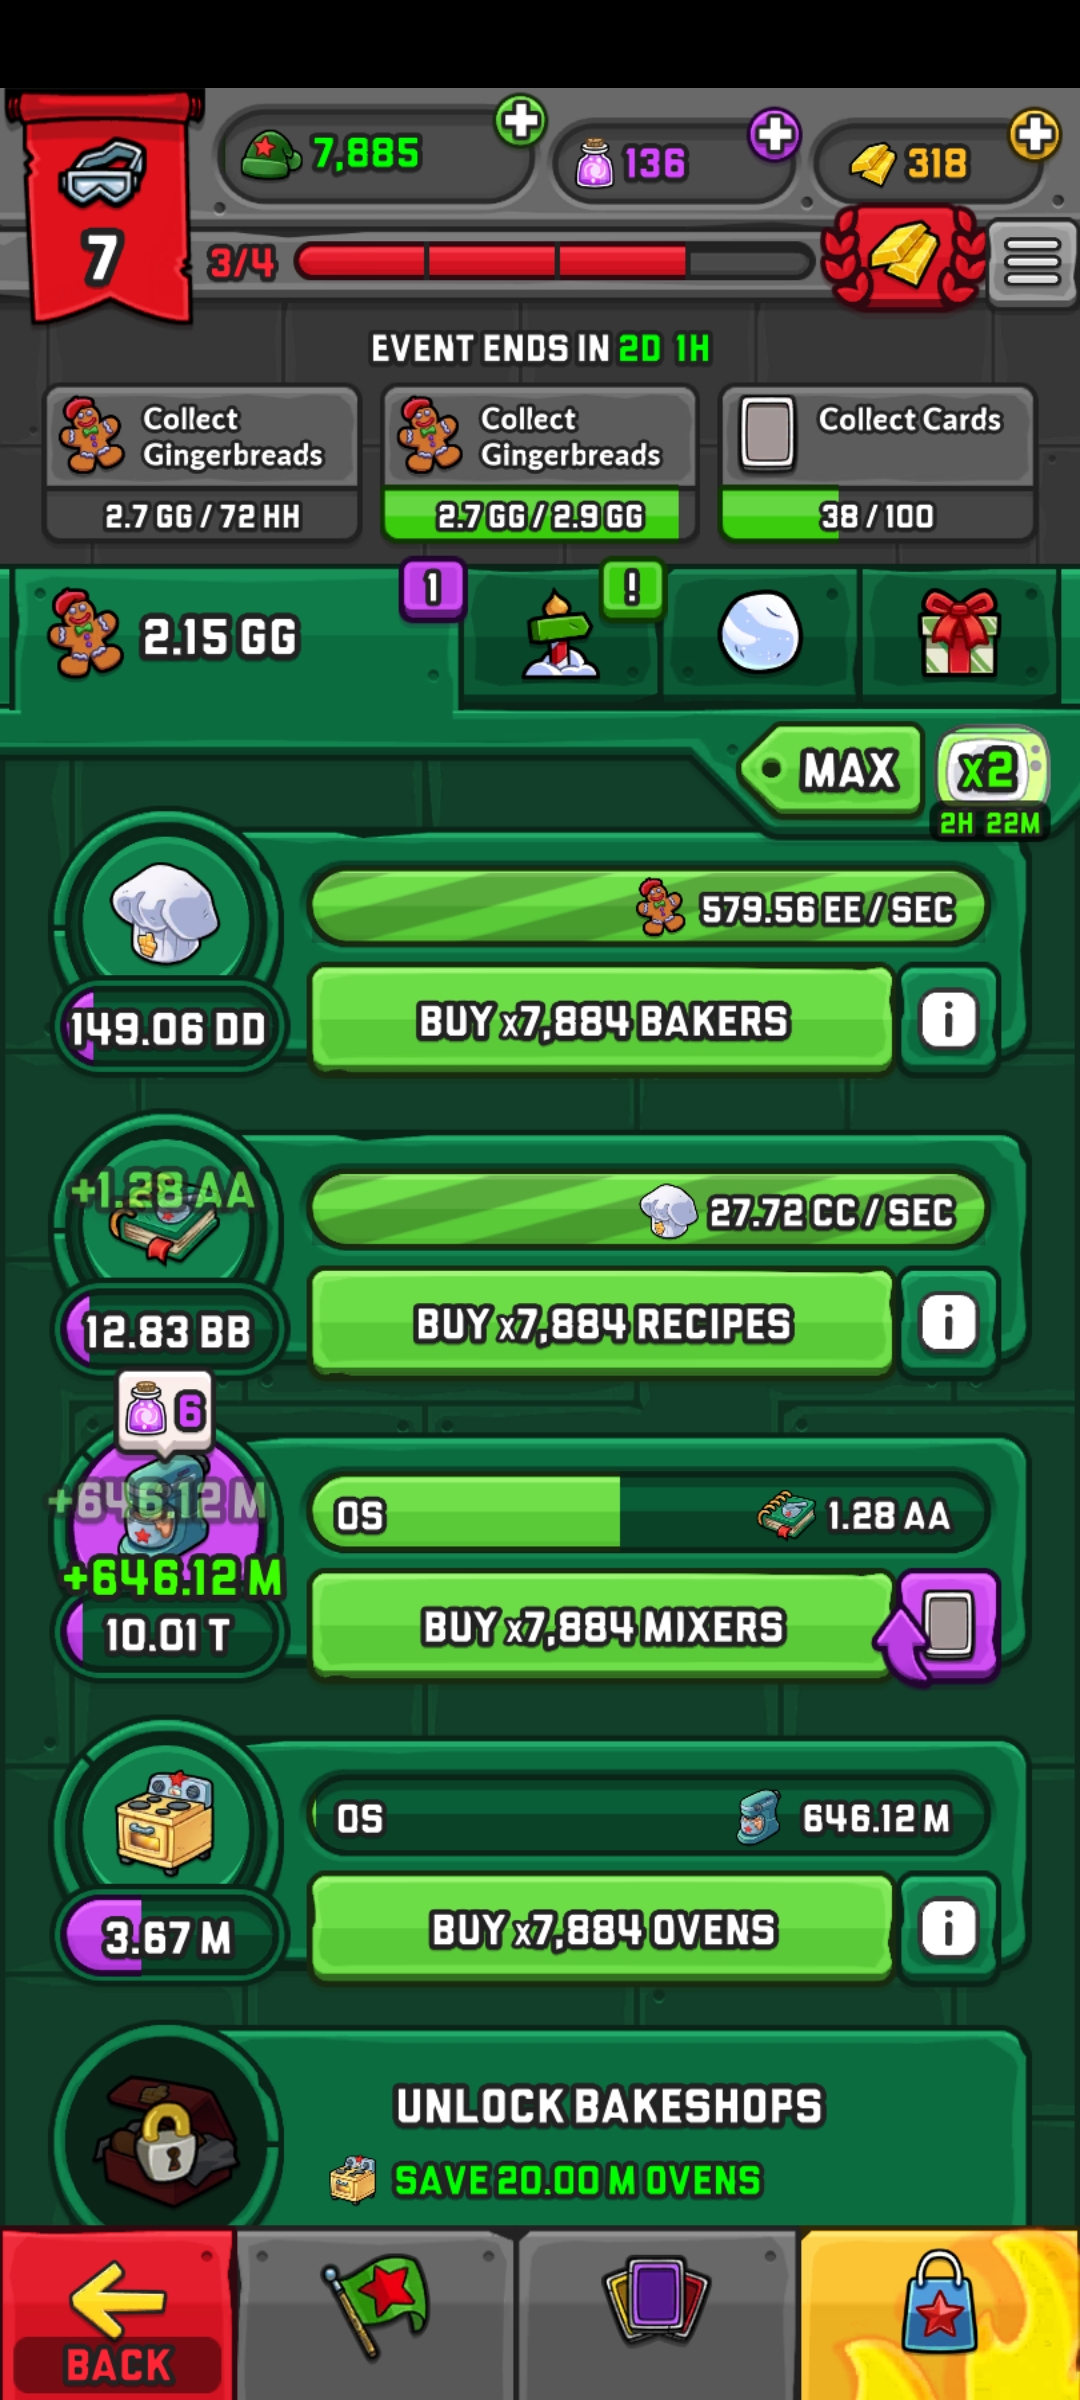 7,885
136
318
7
3/4
EVENT ENDS IN 2D 1H
Collect
Gingerbreads
2.7 GG / 72 HH
Collect
Gingerbreads
2.7 GG / 2.9 GG
Collect Cards
38 / 100
2.15 GG
1
!
MAX
x2
2H 22M
579.56 EE / SEC
149.06 DD
BUY x7,884 BAKERS
i
+1.28 AA
27.72 CC / SEC
12.83 BB
BUY x7,884 RECIPES
i
6
+646.12 M
+646.12 M
0S
1.28 AA
10.01 T
BUY x7,884 MIXERS
0S
646.12 M
3.67 M
BUY x7,884 OVENS
i
UNLOCK BAKESHOPS
SAVE 20.00 M OVENS
BACK